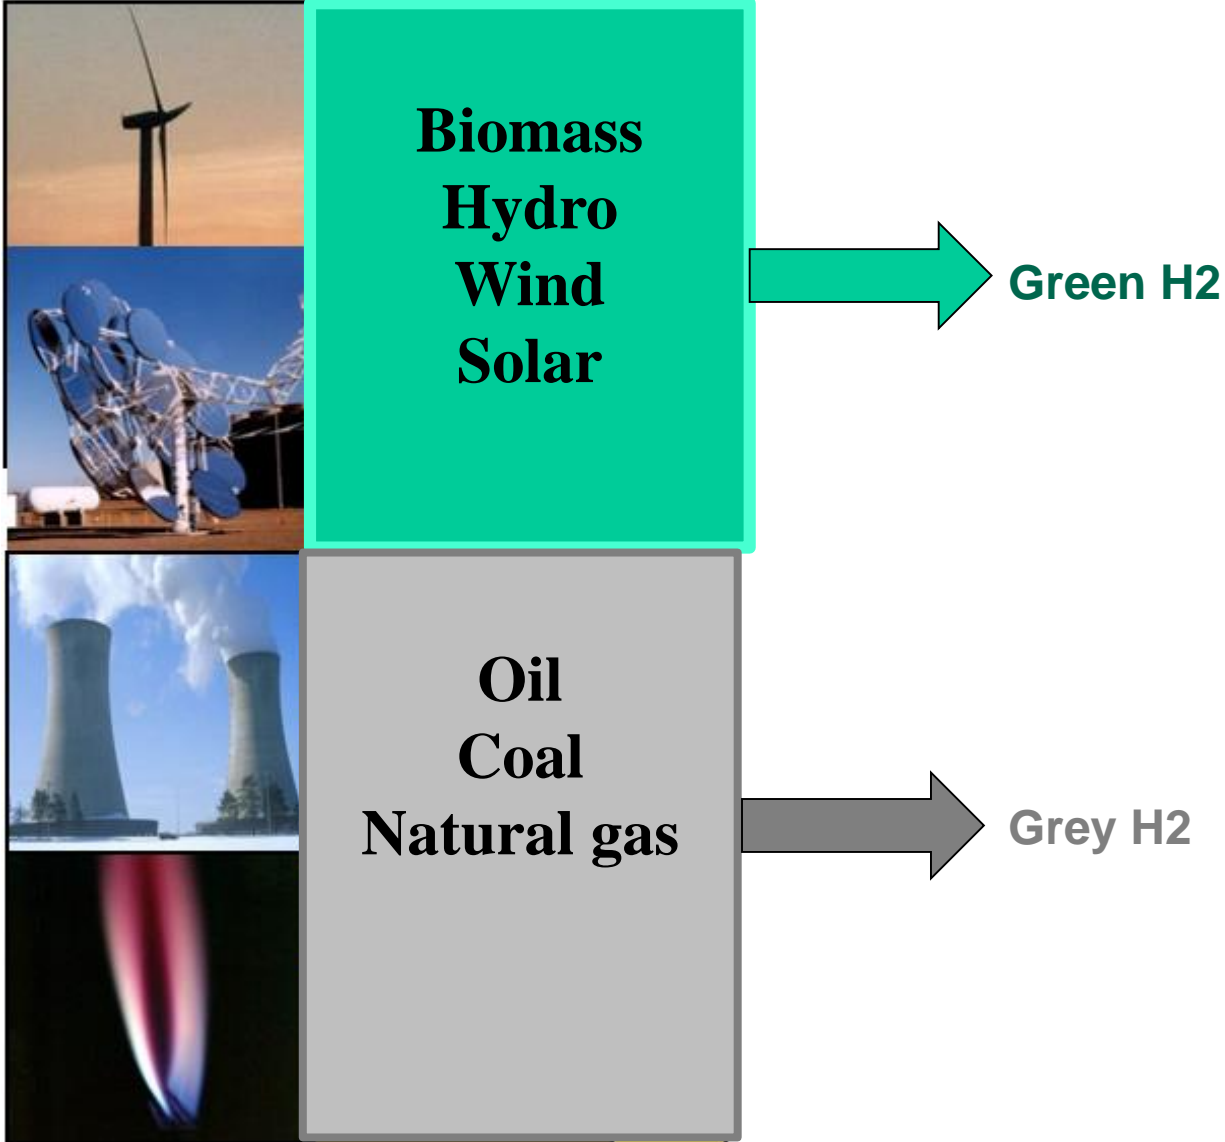 Biomass
Hydro
Wind
Solar
Green H2
Oil
Coal
Natural gas
Grey H2